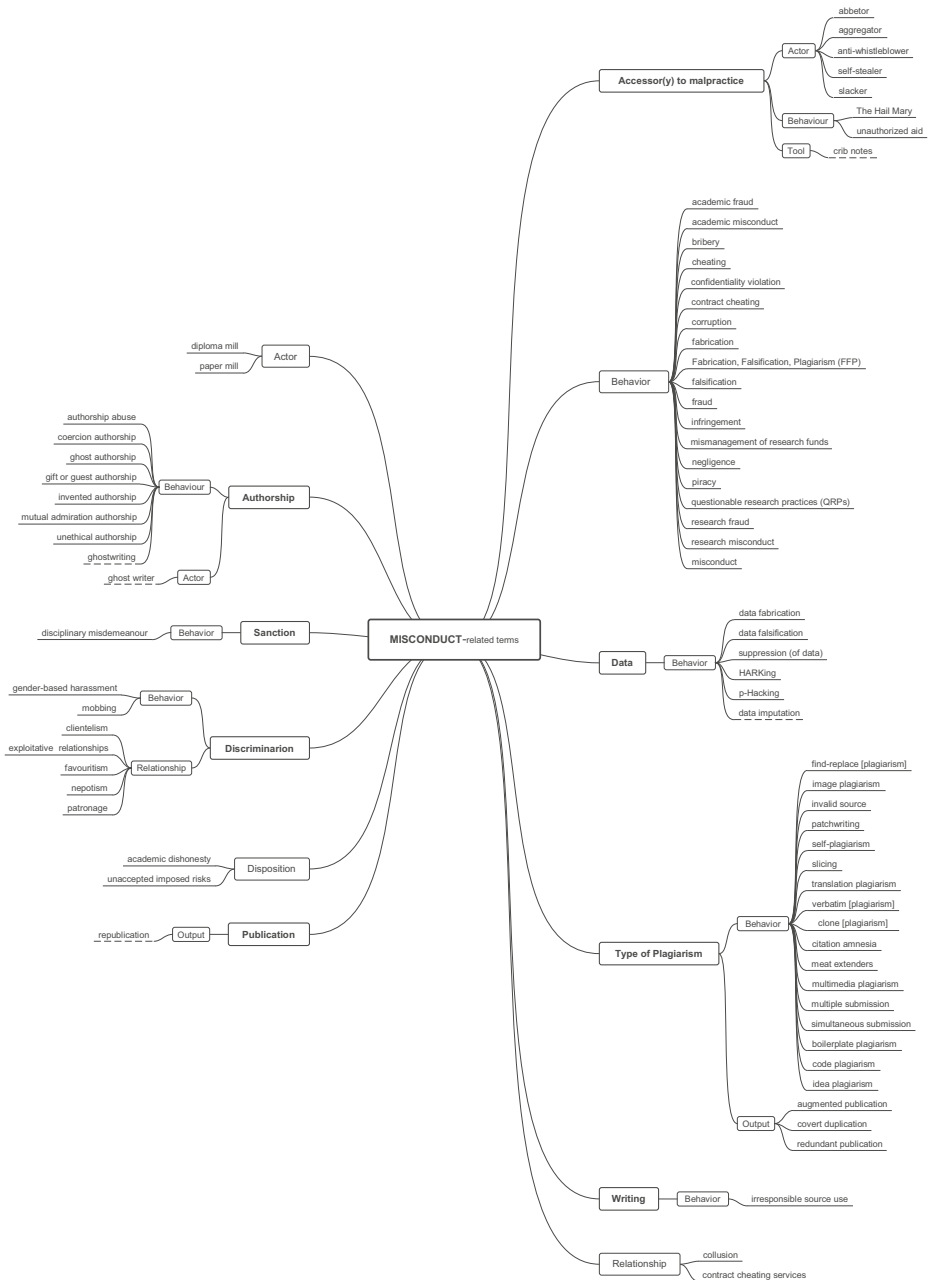 MISCONDUCT-related terms
Accessor(y) to malpractice
Actor
abbetor
aggregator
anti-whistleblower
self-stealer
slacker
Behaviour
The Hail Mary
unauthorized aid
Tool
crib notes
Behavior
academic fraud
academic misconduct
bribery
cheating
confidentiality violation
contract cheating
corruption
fabrication
Fabrication, Falsification, Plagiarism (FFP)
falsification
fraud
infringement
mismanagement of research funds
negligence
piracy
questionable research practices (QRPs)
research fraud
research misconduct
misconduct
Data
Behavior
data fabrication
data falsification
suppression (of data)
HARKing
p-Hacking
data imputation
Type of Plagiarism
Behavior
find-replace [plagiarism]
image plagiarism
invalid source
patchwriting
self-plagiarism
slicing
translation plagiarism
verbatim [plagiarism]
clone [plagiarism]
citation amnesia
meat extenders
multimedia plagiarism
multiple submission
simultaneous submission
boilerplate plagiarism
code plagiarism
idea plagiarism
Output
augmented publication
covert duplication
redundant publication
Writing
Behavior
irresponsible source use
Relationship
collusion
contract cheating services
Actor
diploma mill
paper mill
Authorship
Behaviour
authorship abuse
coercion authorship
ghost authorship
gift or guest authorship
invented authorship
mutual admiration authorship
unethical authorship
ghostwriting
Actor
ghost writer
Sanction
Behavior
disciplinary misdemeanour
Discriminarion
Behavior
gender-based harassment
mobbing
Relationship
clientelism
exploitative relationships
favouritism
nepotism
patronage
Disposition
academic dishonesty
unaccepted imposed risks
Publication
Output
republication